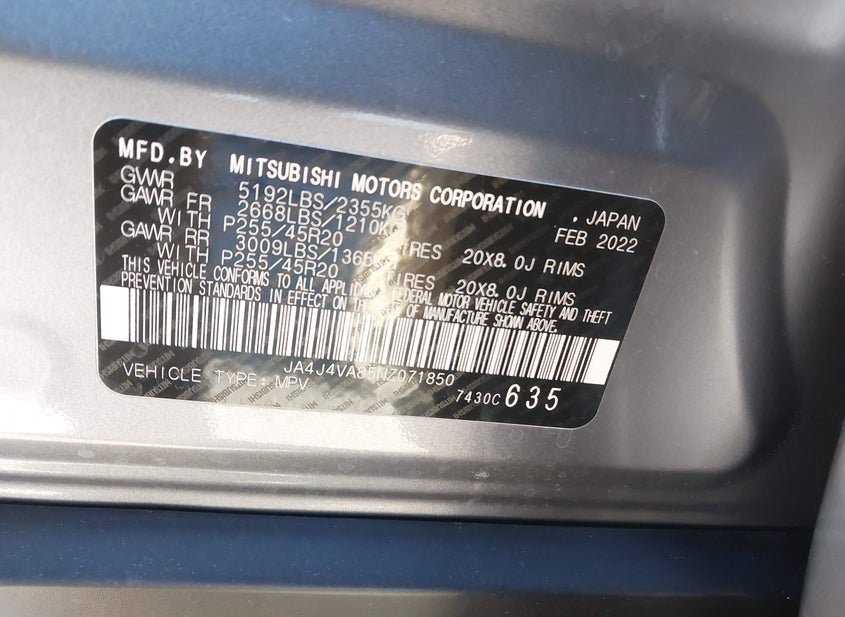 MFD.BY MITSUBISHI MOTORS CORPORATION . JAPAN
GVWR 5192LBS/2355KG FEB 2022
GAWR FR 2668LBS/1210KG
WITH P255/45R20 TIRES 20X8.0J RIMS
GAWR RR 3009LBS/1365KG
WITH P255/45R20 TIRES 20X8.0J RIMS
THIS VEHICLE CONFORMS TO ALL APPLICABLE FEDERAL MOTOR VEHICLE SAFETY AND THEFT
PREVENTION STANDARDS IN EFFECT ON THE DATE OF MANUFACTURE SHOWN ABOVE.
JA4J4VA85NZ071850
VEHICLE TYPE: MPV 7430C 635